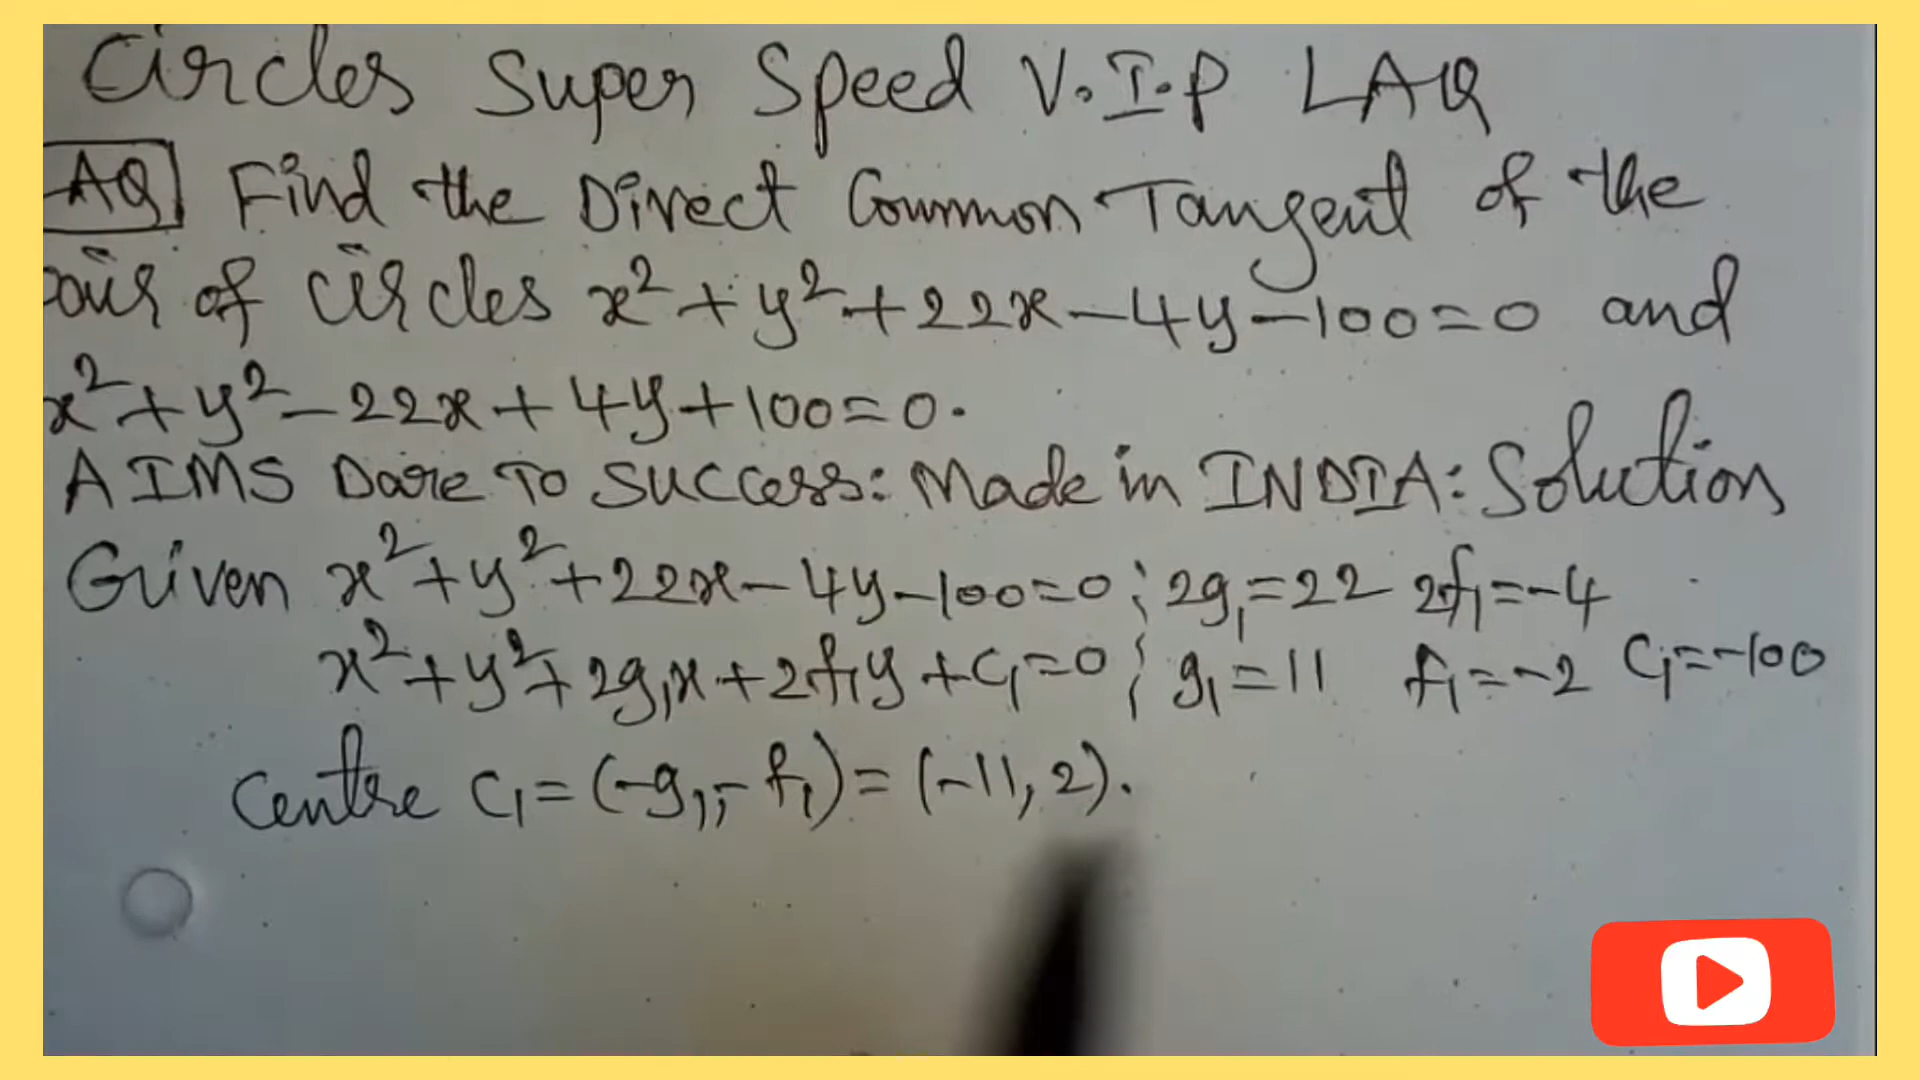 Circles Super Speed V.I.P LAQ
AQ Find the Direct Common Tangent of the
pair of circles x²+y²+22x-4y-100=0 and
x²+y²-22x+4y+100=0.
AIMS Dare To Success: Made in INDIA: Solution
Given x²+y²+22x-4y-100=0; 2g₁=22 2f₁=-4
x²+y²+2g₁x+2f₁y+c₁=0; g₁=11 f₁=-2 C₁=-100
Centre C₁=(-g₁,-f₁)=(-11,2).